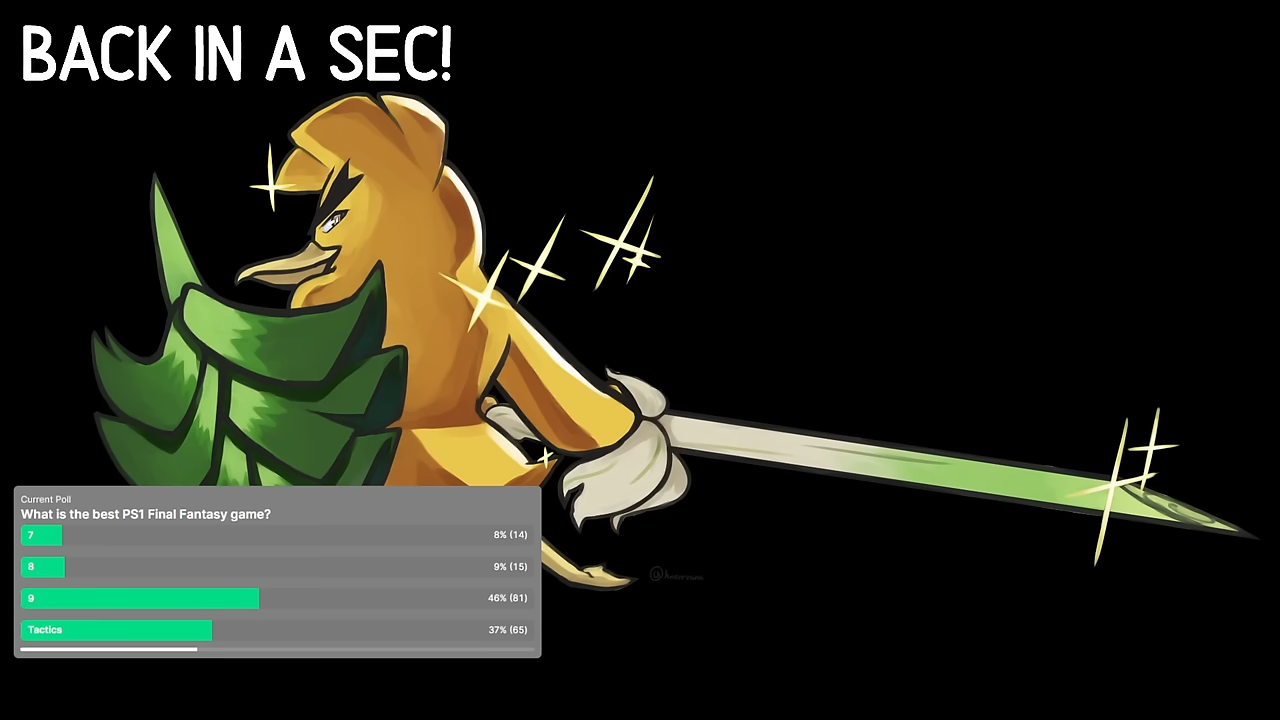 BACK IN A SEC!
Current Poll
What is the best PS1 Final Fantasy game?
7 8% (14)
8 9% (15)
9 46% (81)
Tactics 37% (65)